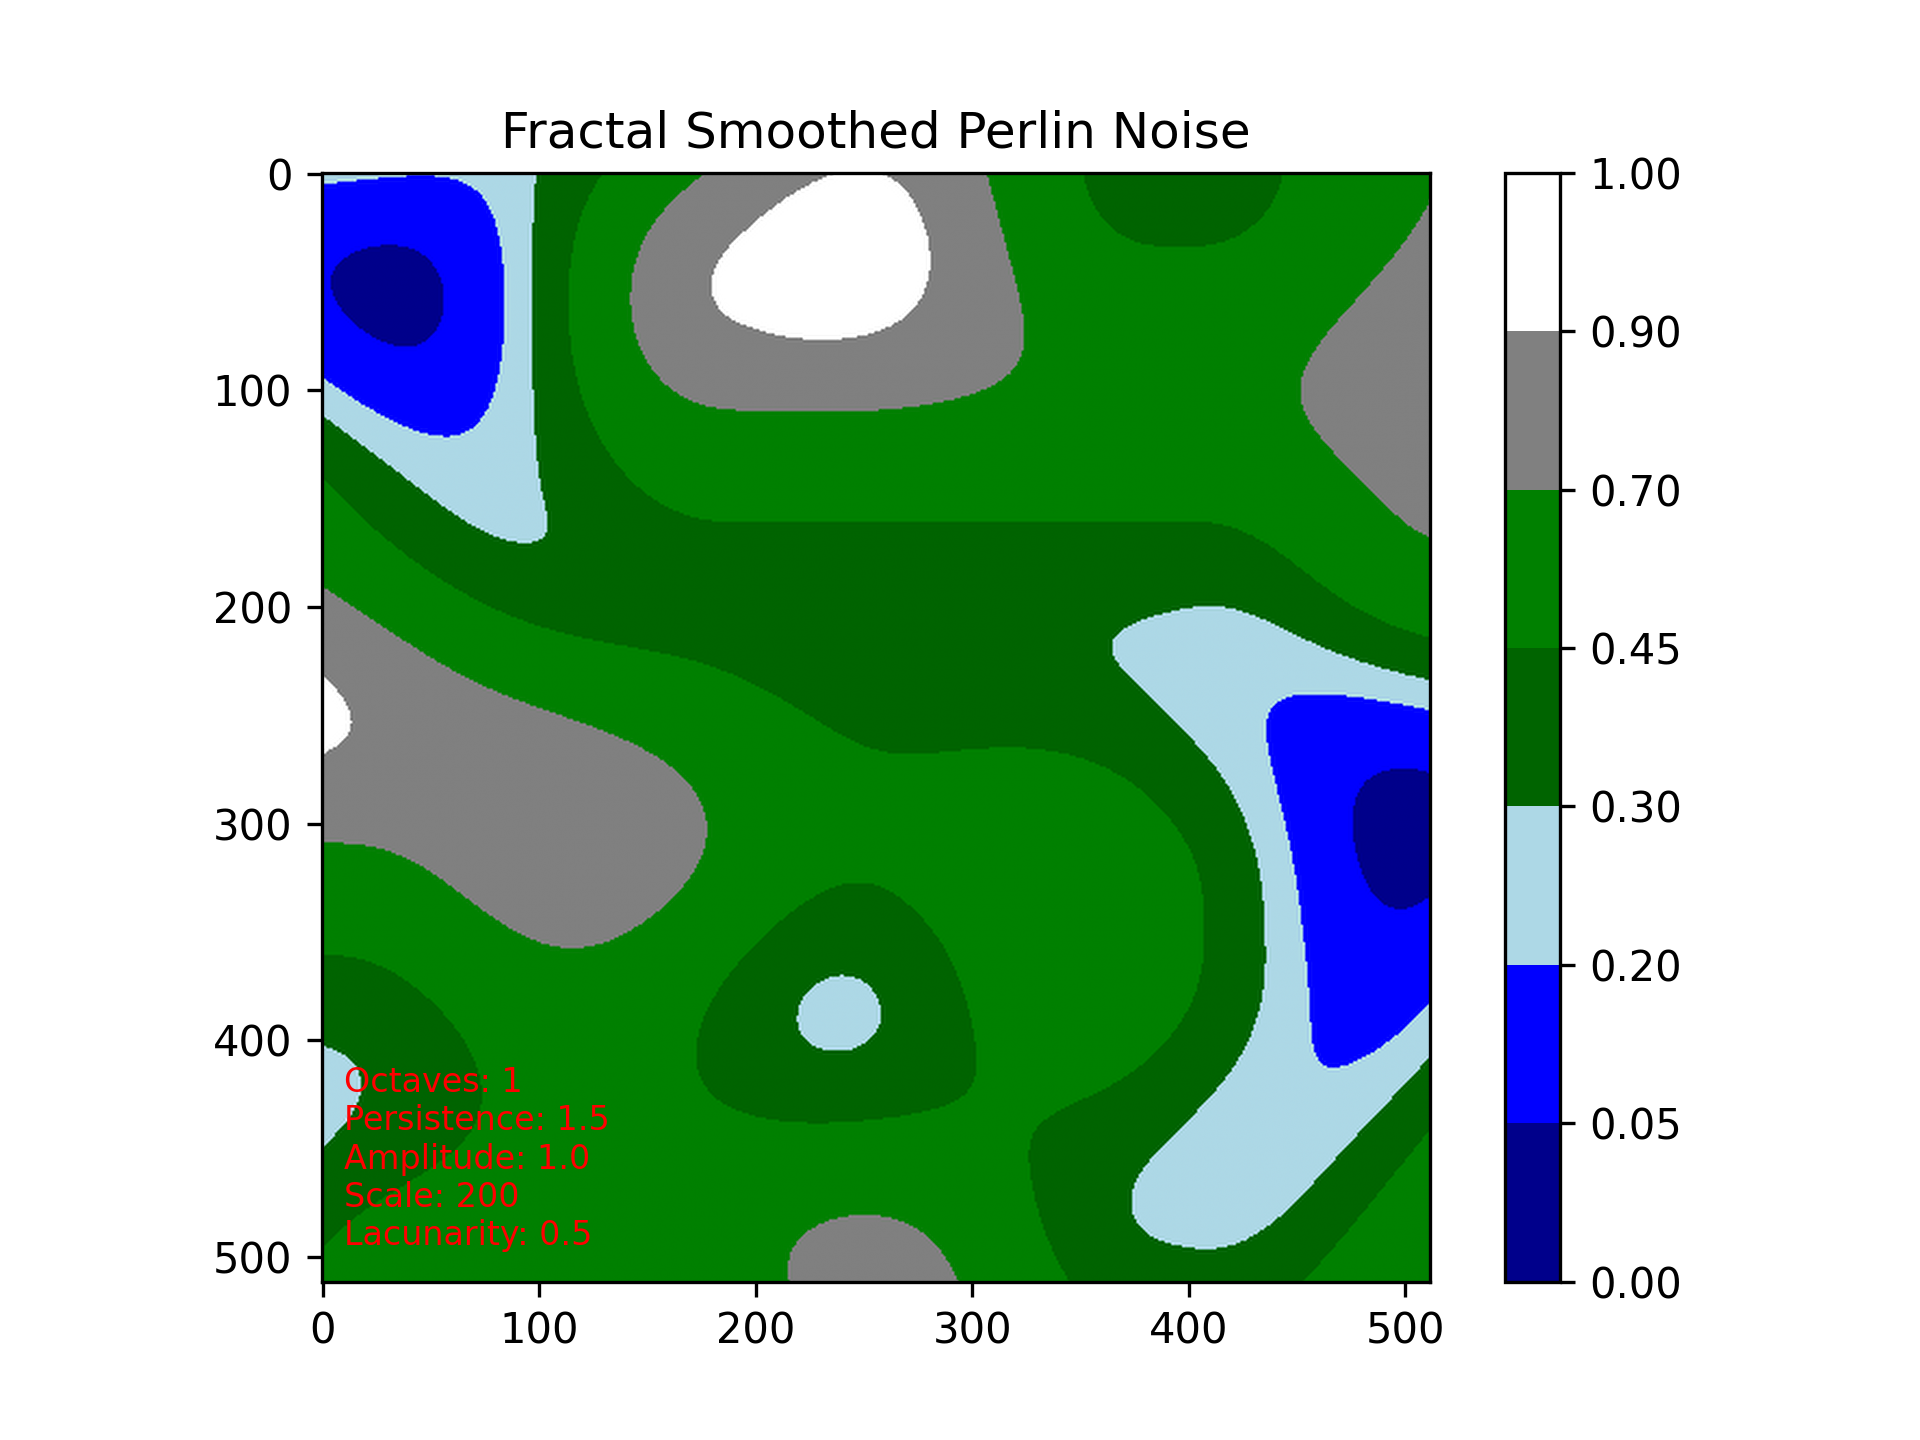 Fractal Smoothed Perlin Noise
0
100
200
300
400
500
0 100 200 300 400 500
Octaves: 1
Persistence: 1.5
Amplitude: 1.0
Scale: 200
Lacunarity: 0.5
1.00
0.90
0.70
0.45
0.30
0.20
0.05
0.00